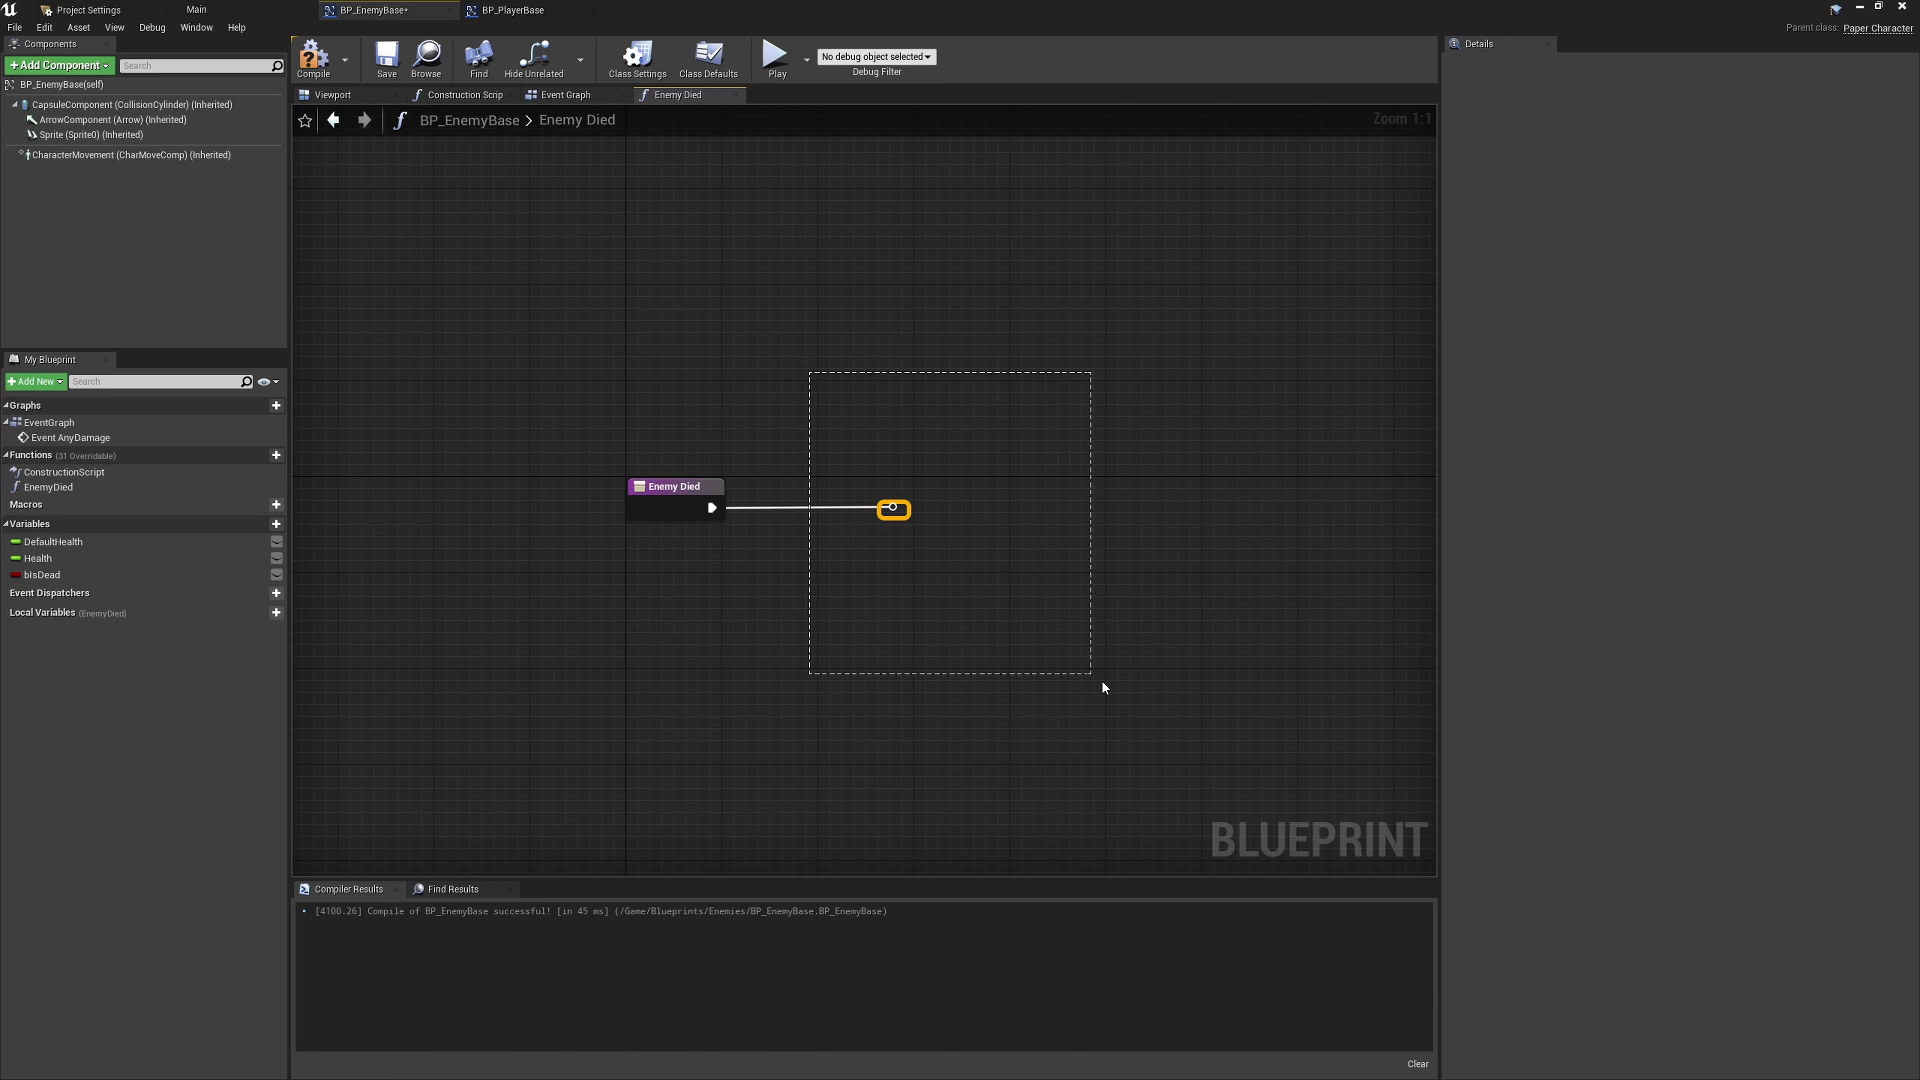 Project Settings
Main
BP_EnemyBase*
BP_PlayerBase
File
Edit
Asset
View
Debug
Window
Help
Parent class: Paper Character
Components
+Add Component
Search
BP_EnemyBase(self)
CapsuleComponent (CollisionCylinder) (Inherited)
ArrowComponent (Arrow) (Inherited)
Sprite (Sprite0) (Inherited)
CharacterMovement (CharMoveComp) (Inherited)
Compile
Save
Browse
Find
Hide Unrelated
Class Settings
Class Defaults
Play
No debug object selected
Debug Filter
Details
Viewport
Construction Scrip
Event Graph
Enemy Died
BP_EnemyBase > Enemy Died
Zoom 1:1
My Blueprint
+Add New
Search
Graphs
EventGraph
Event AnyDamage
Functions (31 Overridable)
ConstructionScript
EnemyDied
Macros
Variables
DefaultHealth
Health
bIsDead
Event Dispatchers
Local Variables (EnemyDied)
Enemy Died
BLUEPRINT
Compiler Results
Find Results
[4100.26] Compile of BP_EnemyBase successful! [in 45 ms] (/Game/Blueprints/Enemies/BP_EnemyBase.BP_EnemyBase)
Clear